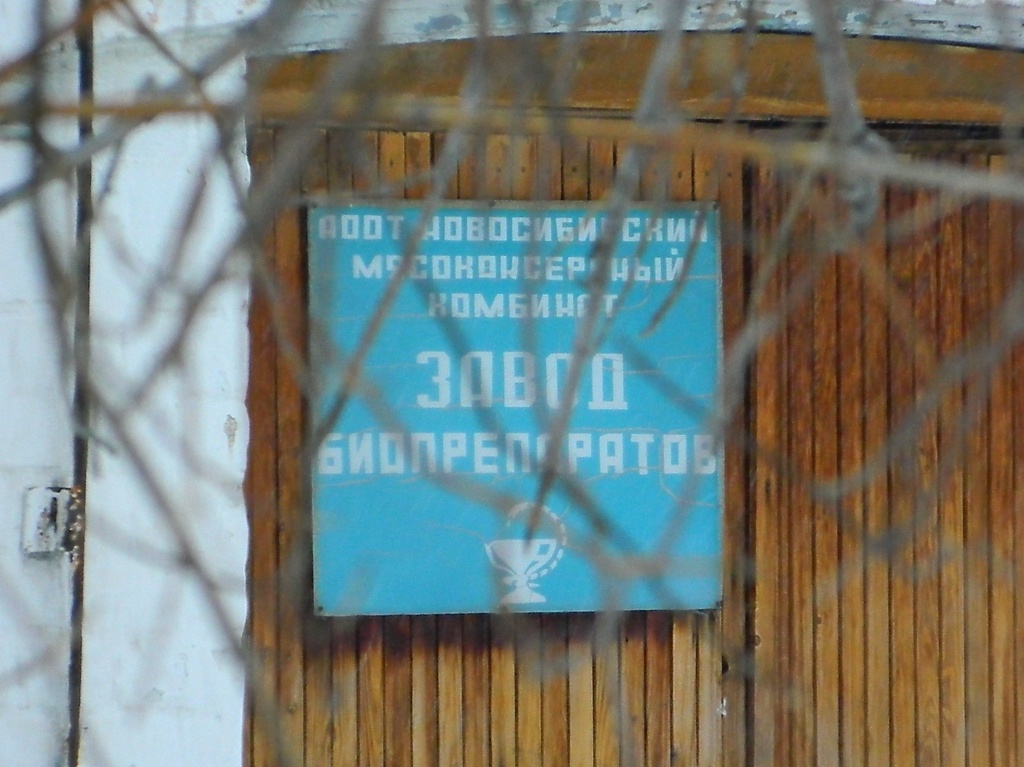 АООТ НОВОСИБИРСКИЙ
МЯСОКОНСЕРВНЫЙ
КОМБИНАТ
ЗАВОД
БИОПРЕПАРАТОВ